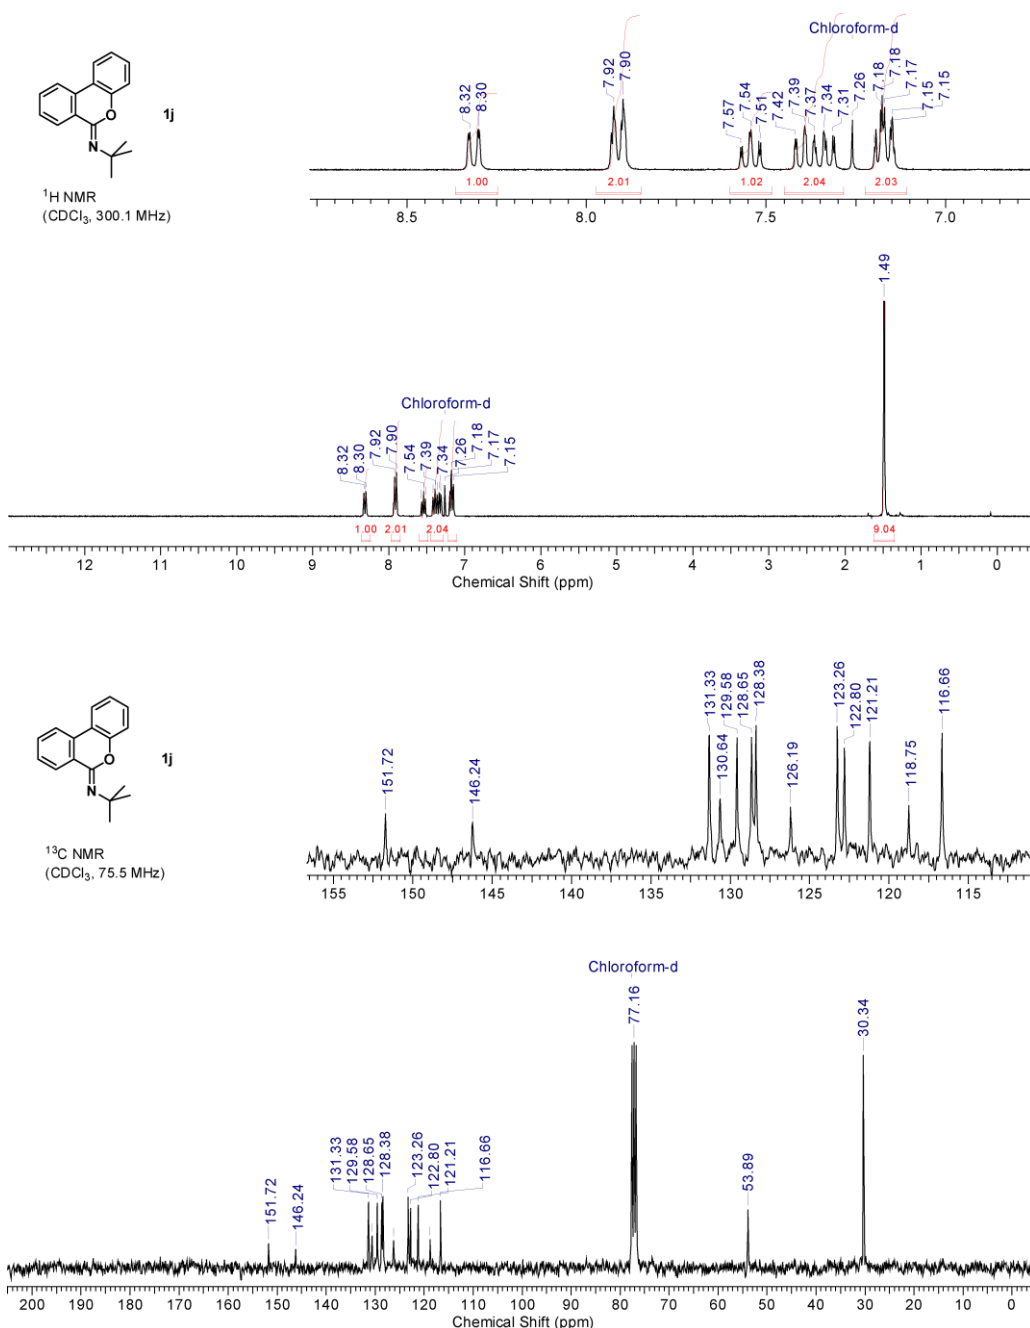 Chloroform-d
8.32 8.30 7.92 7.90 7.57 7.54 7.51 7.42 7.39 7.37 7.34 7.31 7.26 7.18 7.18 7.17 7.15 7.15
O
N
1j
1.00 2.01 1.02 2.04 2.03
¹H NMR
(CDCl₃, 300.1 MHz)
8.5 8.0 7.5 7.0
1.49
Chloroform-d
8.32 8.30 7.92 7.90 7.54 7.39 7.34 7.26 7.18 7.17 7.15
1.00 2.01 2.04 9.04
12 11 10 9 8 7 6 5 4 3 2 1 0
Chemical Shift (ppm)
151.72 146.24 131.33 130.64 129.58 128.65 128.38 126.19 123.26 122.80 121.21 118.75 116.66
O
N
1j
¹³C NMR
(CDCl₃, 75.5 MHz)
155 150 145 140 135 130 125 120 115
Chloroform-d
151.72 146.24 131.33 129.58 128.65 128.38 123.26 122.80 121.21 116.66 77.16 53.89 30.34
200 190 180 170 160 150 140 130 120 110 100 90 80 70 60 50 40 30 20 10 0
Chemical Shift (ppm)